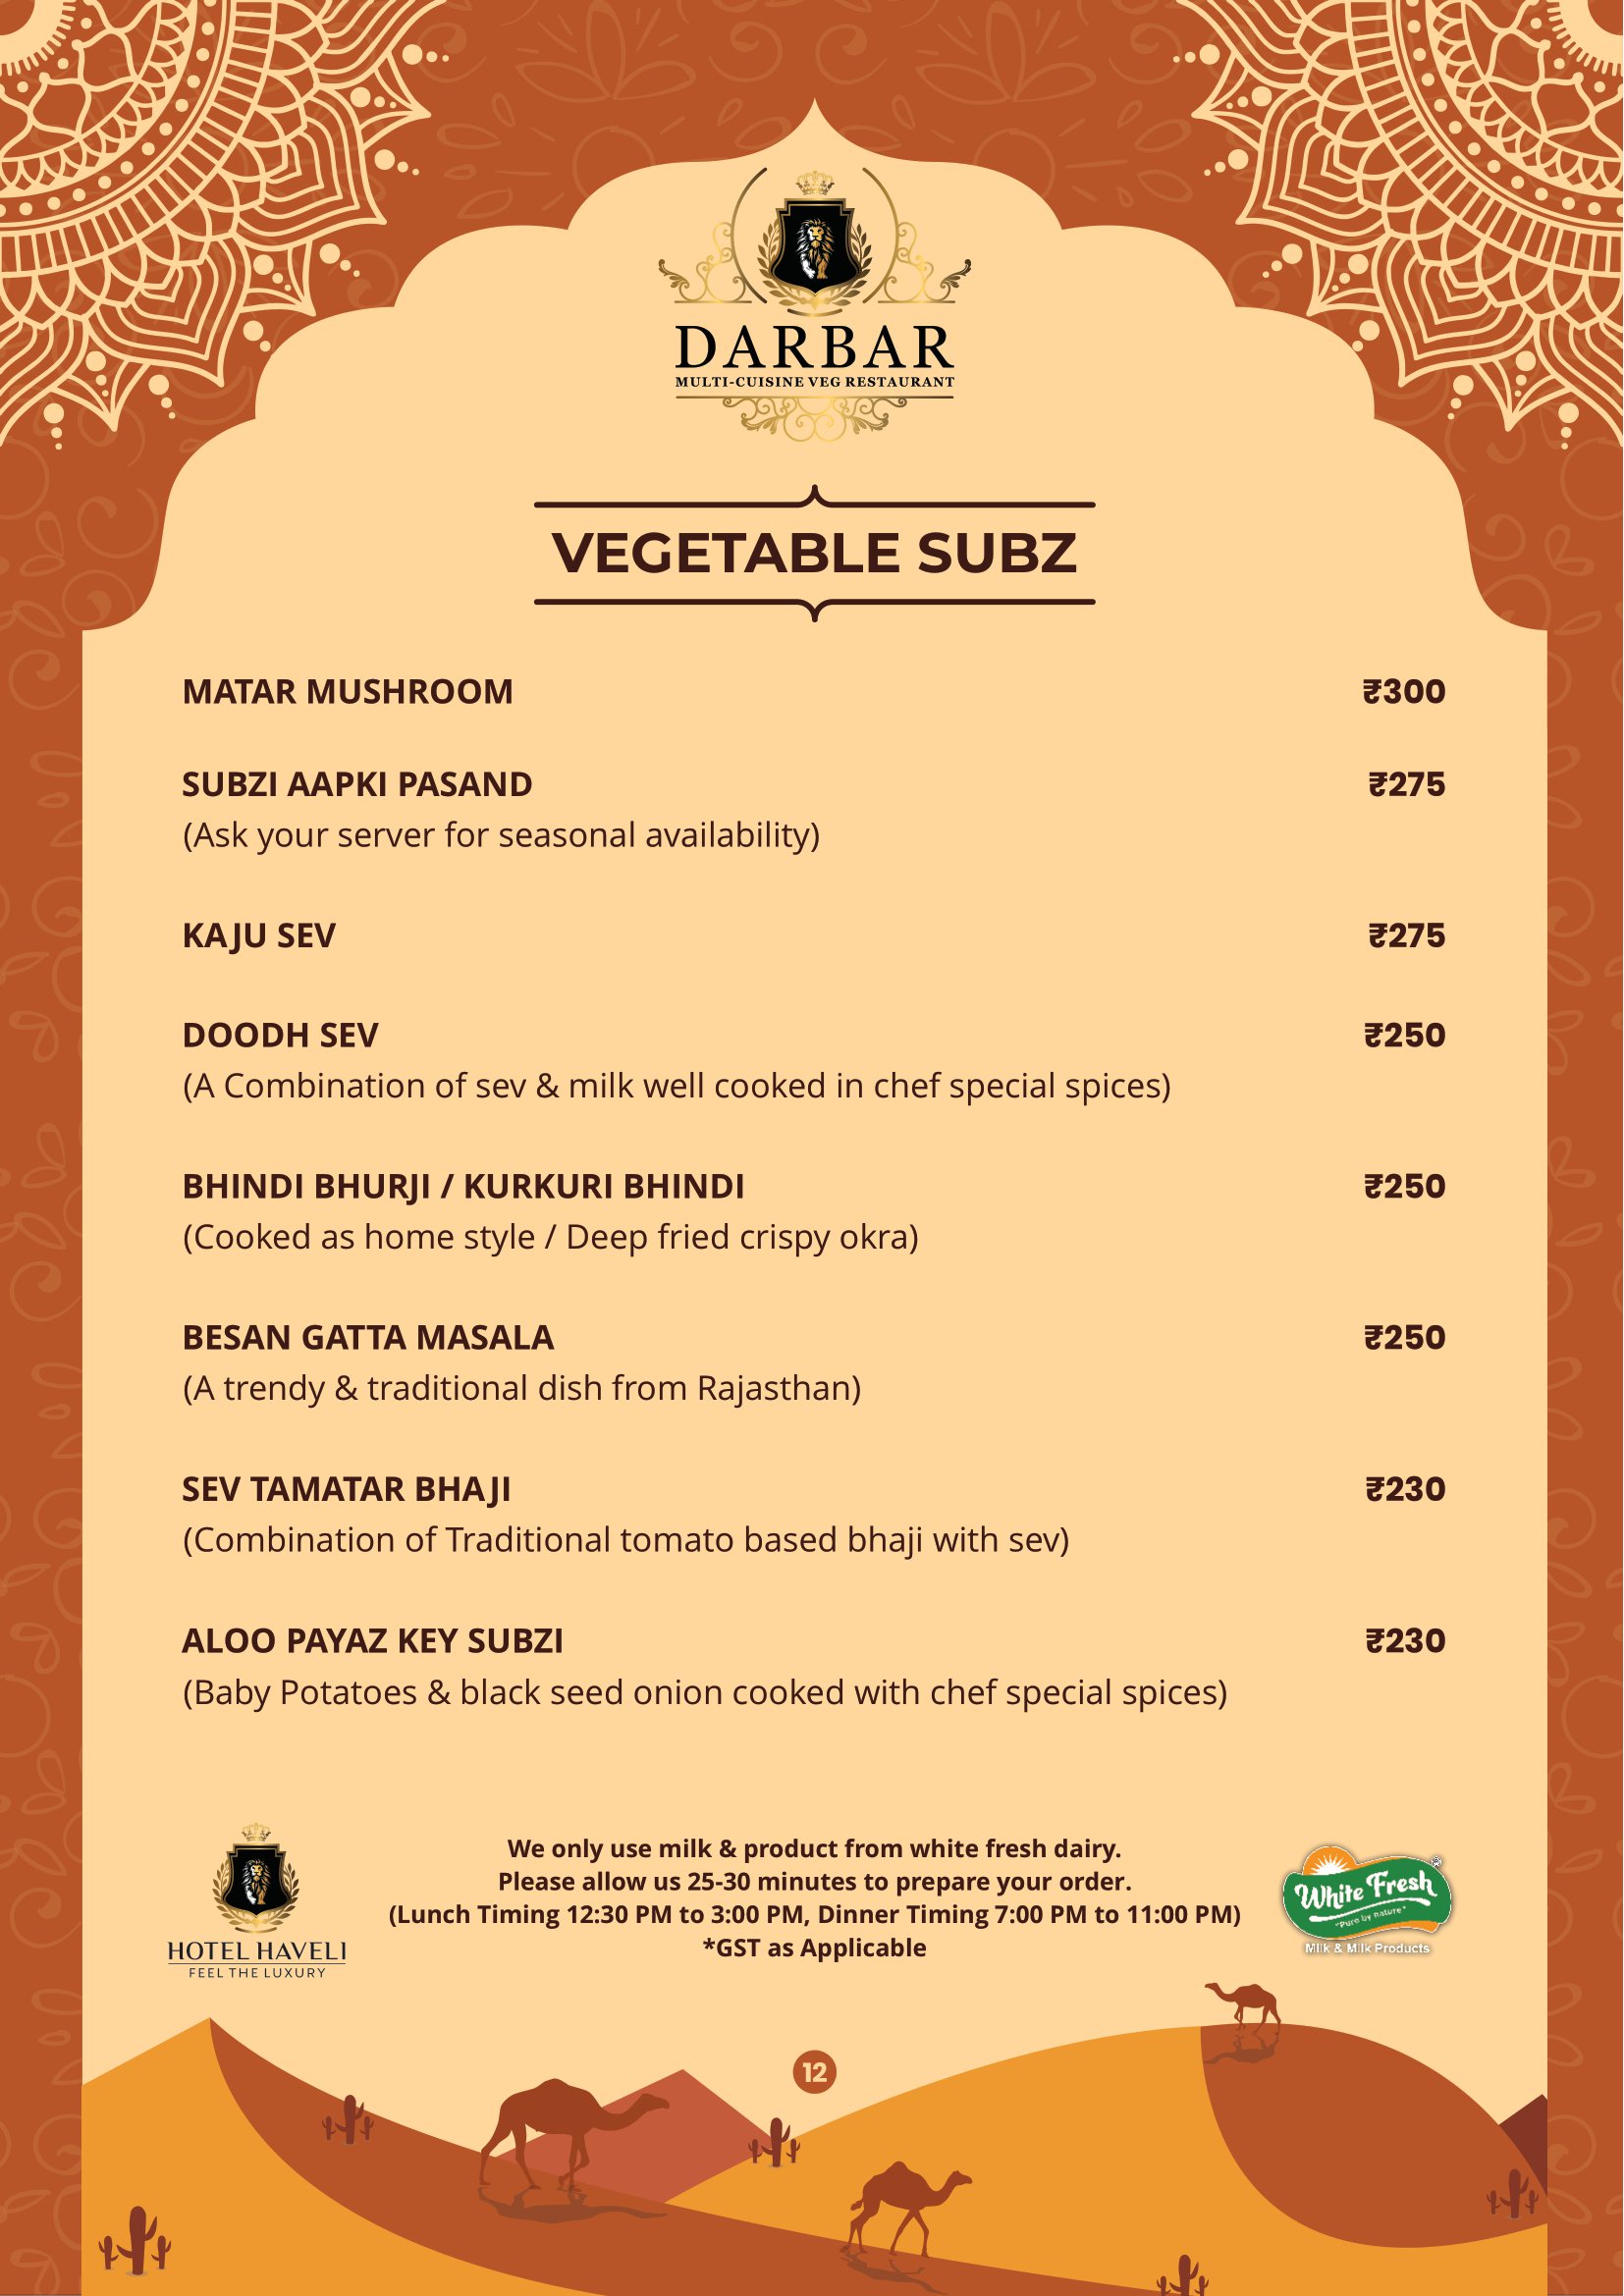 DARBAR
MULTI-CUISINE VEG RESTAURANT
VEGETABLE SUBZ
MATAR MUSHROOM ₹300
SUBZI AAPKI PASAND ₹275
(Ask your server for seasonal availability)
KAJU SEV ₹275
DOODH SEV ₹250
(A Combination of sev & milk well cooked in chef special spices)
BHINDI BHURJI / KURKURI BHINDI ₹250
(Cooked as home style / Deep fried crispy okra)
BESAN GATTA MASALA ₹250
(A trendy & traditional dish from Rajasthan)
SEV TAMATAR BHAJI ₹230
(Combination of Traditional tomato based bhaji with sev)
ALOO PAYAZ KEY SUBZI ₹230
(Baby Potatoes & black seed onion cooked with chef special spices)
HOTEL HAVELI
FEEL THE LUXURY
We only use milk & product from white fresh dairy.
Please allow us 25-30 minutes to prepare your order.
(Lunch Timing 12:30 PM to 3:00 PM, Dinner Timing 7:00 PM to 11:00 PM)
*GST as Applicable
White Fresh
"Pure by nature"
Milk & Milk Products
12